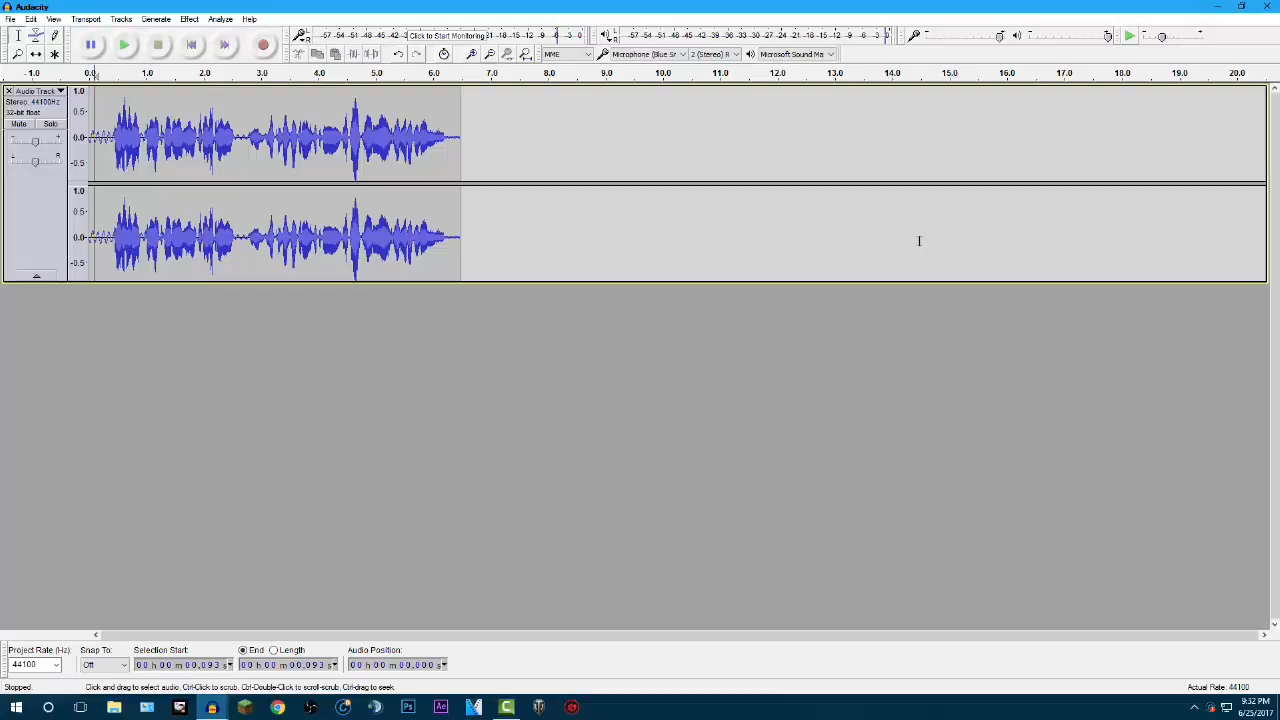 Audacity
File Edit View Transport Tracks Generate Effect Analyze Help
-57 -54 -51 -48 -45 -42 -3 Click to Start Monitoring 21 -18 -15 -12 -9 -6 -3 0
-57 -54 -51 -48 -45 -42 -39 -36 -33 -30 -27 -24 -21 -18 -15 -12 -9 -6 -3 0
L
R
MME Microphone (Blue Sn 2 (Stereo) R Microsoft Sound Ma
-1.0 0.0 1.0 2.0 3.0 4.0 5.0 6.0 7.0 8.0 9.0 10.0 11.0 12.0 13.0 14.0 15.0 16.0 17.0 18.0 19.0 20.0
Audio Track 1.0
Stereo, 44100Hz
32-bit float 0.5
Mute Solo
- + 0.0
L R -0.5
1.0
0.5
0.0
-0.5
Project Rate (Hz): Snap To: Selection Start: End Length Audio Position:
44100 Off 00 h 00 m 00.093 s 00 h 00 m 00.093 s 00 h 00 m 00.000 s
Stopped. Click and drag to select audio, Ctrl-Click to scrub, Ctrl-Double-Click to scroll-scrub, Ctrl-drag to seek Actual Rate: 44100
Ps Ae
9:32 PM
6/25/2017